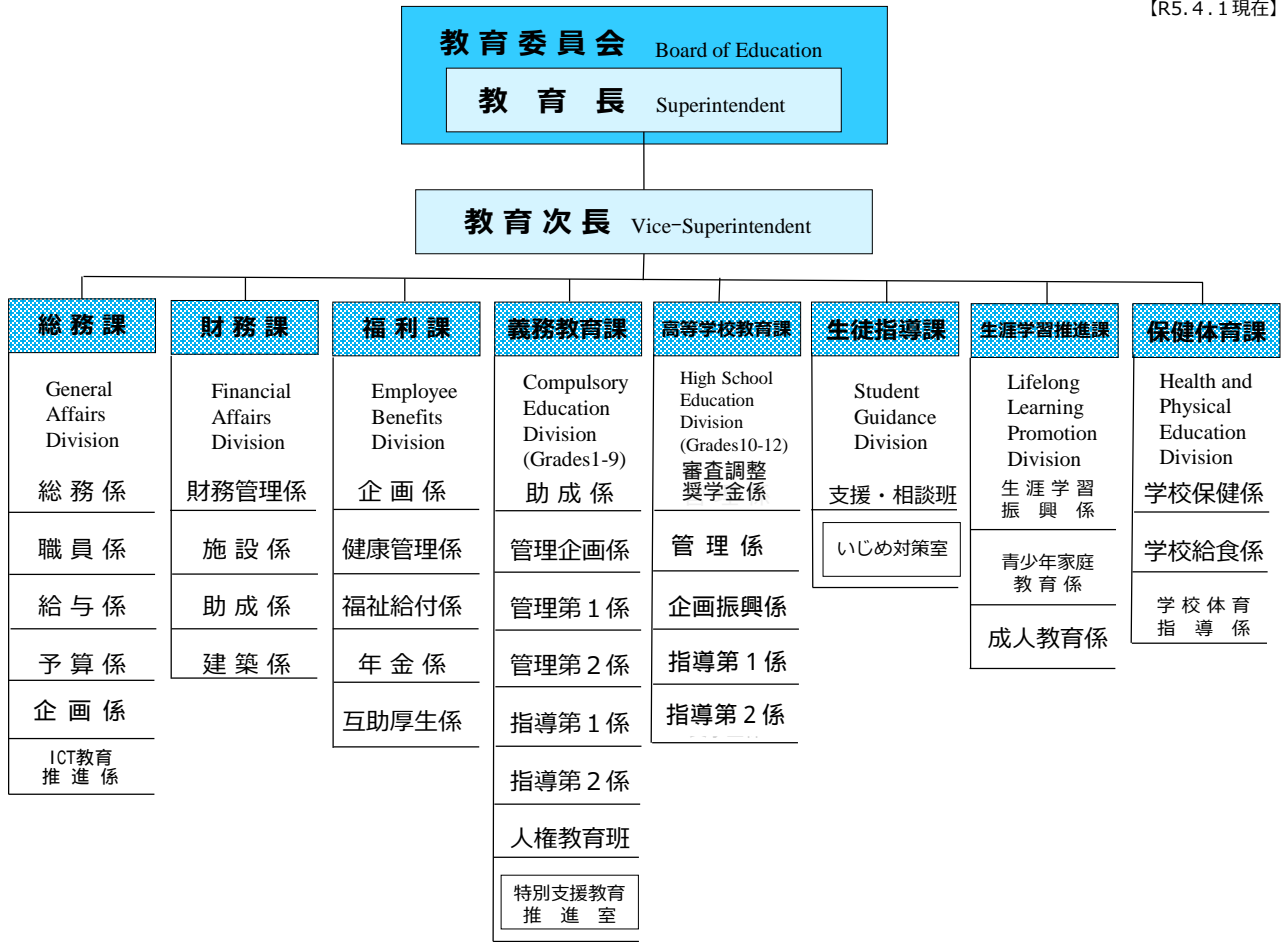 【R5.4.1現在】
教育委員会 Board of Education
教育長 Superintendent
教育次長 Vice-Superintendent
総務課
General
Affairs
Division
総務係
職員係
給与係
予算係
企画係
ICT教育
推進係
財務課
Financial
Affairs
Division
財務管理係
施設係
助成係
建築係
福利課
Employee
Benefits
Division
企画係
健康管理係
福祉給付係
年金係
互助厚生係
義務教育課
Compulsory
Education
Division
(Grades1-9)
助成係
管理企画係
管理第1係
管理第2係
指導第1係
指導第2係
人権教育班
特別支援教育
推進室
高等学校教育課
High School
Education
Division
(Grades10-12)
審査調整
奨学金係
管理係
企画振興係
指導第1係
指導第2係
生徒指導課
Student
Guidance
Division
支援・相談班
いじめ対策室
生涯学習推進課
Lifelong
Learning
Promotion
Division
生涯学習
振興係
青少年家庭
教育係
成人教育係
保健体育課
Health and
Physical
Education
Division
学校保健係
学校給食係
学校体育
指導係